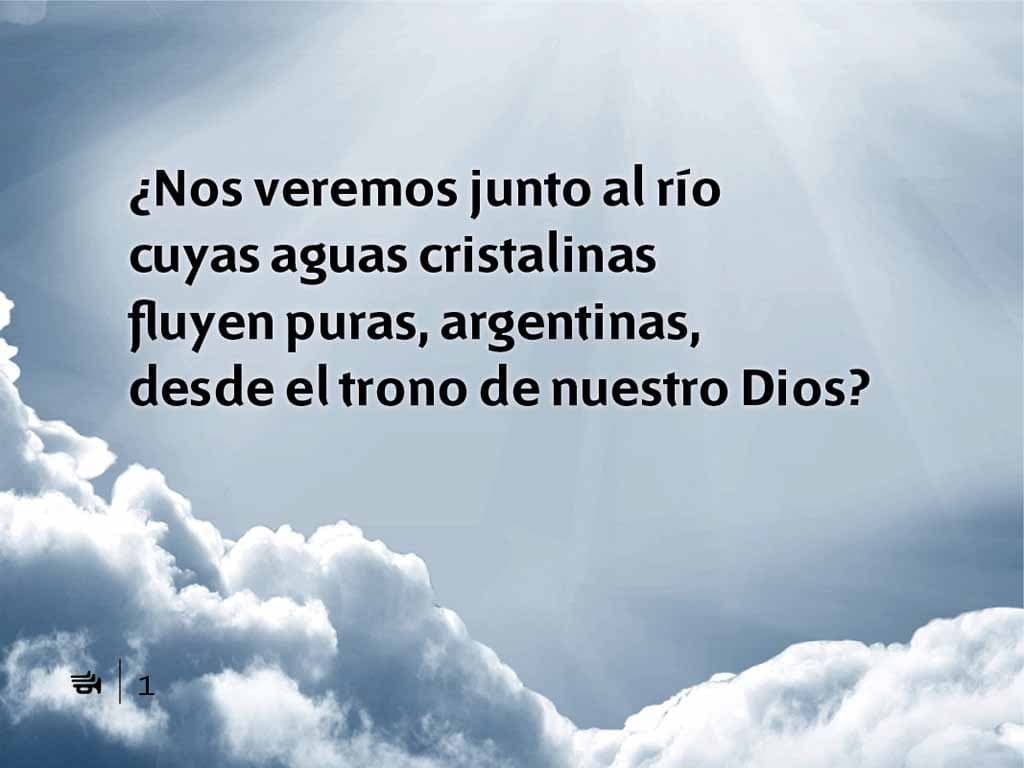 ¿Nos veremos junto al río
cuyas aguas cristalinas
fluyen puras, argentinas,
desde el trono de nuestro Dios?
1